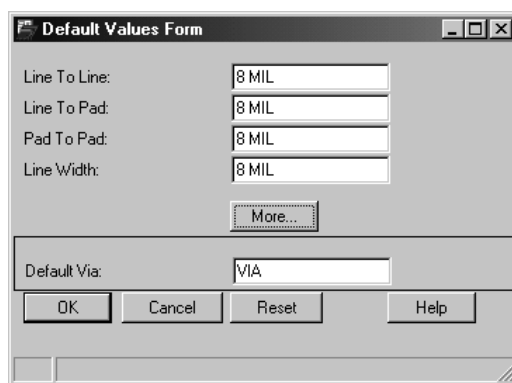 Default Values Form
Line To Line: 8 MIL
Line To Pad: 8 MIL
Pad To Pad: 8 MIL
Line Width: 8 MIL
More...
Default Via: VIA
OK Cancel Reset Help